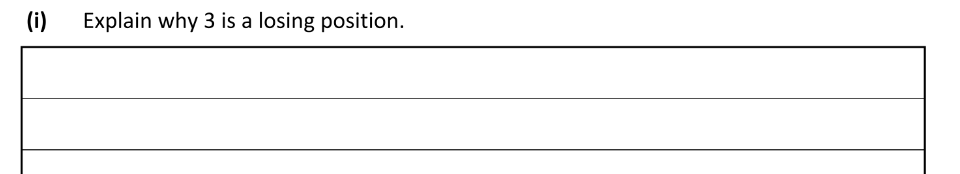 (i) Explain why 3 is a losing position.